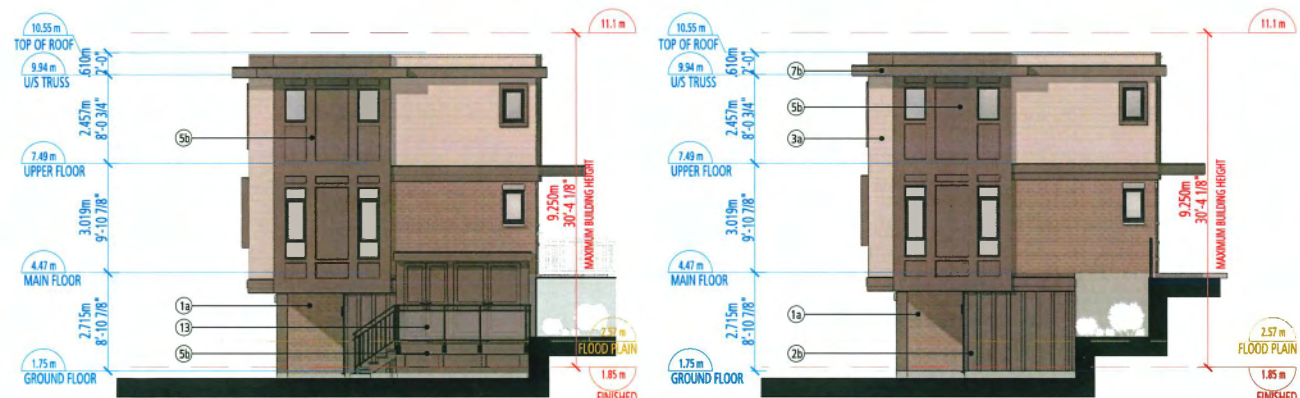 10.55 m
TOP OF ROOF
.610m
2'-0"
9.94 m
U/S TRUSS
2.457m
8'-0 3/4"
5b
7.49 m
UPPER FLOOR
3.019m
9'-10 7/8"
4.47 m
MAIN FLOOR
2.715m
8'-10 7/8"
1a
13
5b
1.75 m
GROUND FLOOR
11.1 m
9.250m
30'-4 1/8"
MAXIMUM BUILDING HEIGHT
2.57 m
FLOOD PLAIN
1.85 m
FINISHED
10.55 m
TOP OF ROOF
.610m
2'-0"
9.94 m
U/S TRUSS
2.457m
8'-0 3/4"
7b
5b
3a
7.49 m
UPPER FLOOR
3.019m
9'-10 7/8"
4.47 m
MAIN FLOOR
2.715m
8'-10 7/8"
1a
2b
1.75 m
GROUND FLOOR
11.1 m
9.250m
30'-4 1/8"
MAXIMUM BUILDING HEIGHT
2.57 m
FLOOD PLAIN
1.85 m
FINISHED